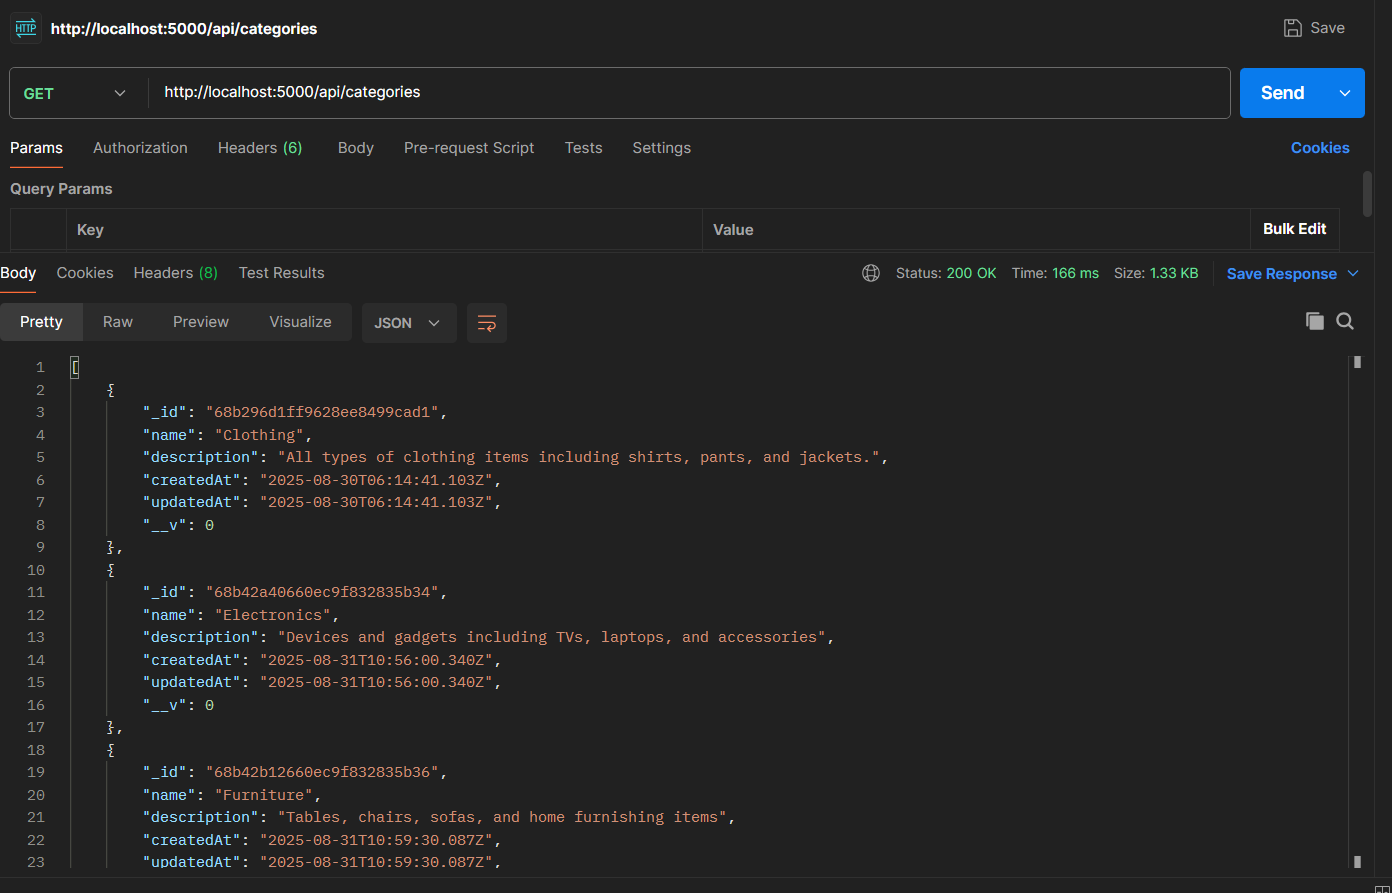 HTTP http://localhost:5000/api/categories Save
GET http://localhost:5000/api/categories Send
Params Authorization Headers (6) Body Pre-request Script Tests Settings Cookies
Query Params
Key Value Bulk Edit
Body Cookies Headers (8) Test Results Status: 200 OK Time: 166 ms Size: 1.33 KB Save Response
Pretty Raw Preview Visualize JSON
1 [
2 {
3 "_id": "68b296d1ff9628ee8499cad1",
4 "name": "Clothing",
5 "description": "All types of clothing items including shirts, pants, and jackets.",
6 "createdAt": "2025-08-30T06:14:41.103Z",
7 "updatedAt": "2025-08-30T06:14:41.103Z",
8 "__v": 0
9 },
10 {
11 "_id": "68b42a40660ec9f832835b34",
12 "name": "Electronics",
13 "description": "Devices and gadgets including TVs, laptops, and accessories",
14 "createdAt": "2025-08-31T10:56:00.340Z",
15 "updatedAt": "2025-08-31T10:56:00.340Z",
16 "__v": 0
17 },
18 {
19 "_id": "68b42b12660ec9f832835b36",
20 "name": "Furniture",
21 "description": "Tables, chairs, sofas, and home furnishing items",
22 "createdAt": "2025-08-31T10:59:30.087Z",
23 "updatedAt": "2025-08-31T10:59:30.087Z",